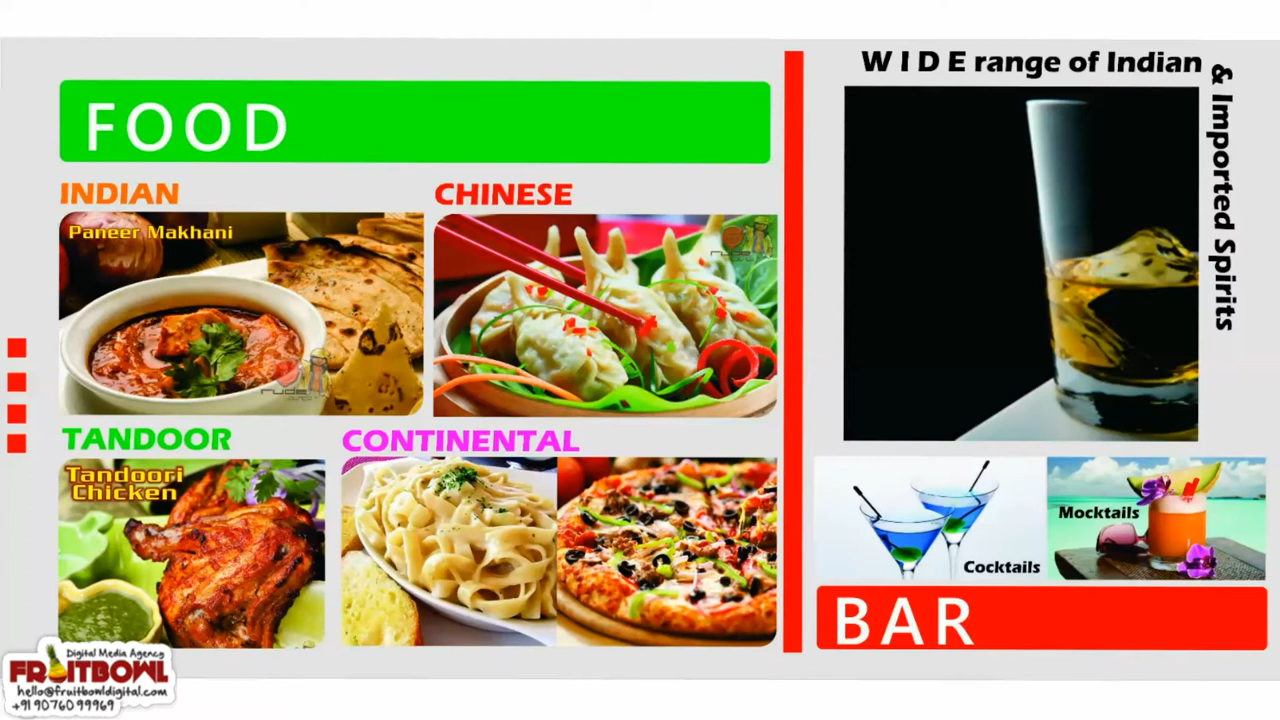 FOOD
INDIAN
Paneer Makhani
CHINESE
TANDOOR
Tandoori
Chicken
CONTINENTAL
W I D E range of Indian
& Imported Spirits
Cocktails
Mocktails
BAR
Digital Media Agency
FRUITBOWL
hello@fruitbowldigital.com
+91 90760 99969